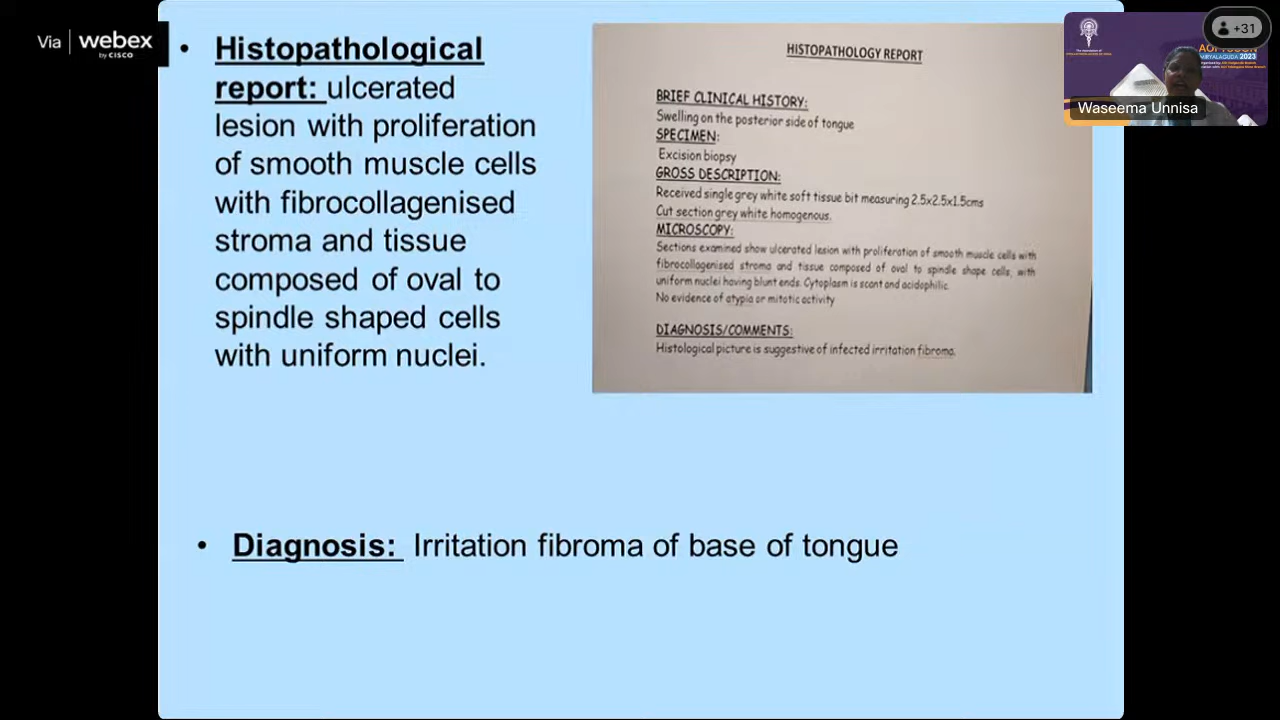 Via webex
by CISCO
• Histopathological
report: ulcerated
lesion with proliferation
of smooth muscle cells
with fibrocollagenised
stroma and tissue
composed of oval to
spindle shaped cells
with uniform nuclei.
HISTOPATHOLOGY REPORT
BRIEF CLINICAL HISTORY:
Swelling on the posterior side of tongue
SPECIMEN:
Excision biopsy
GROSS DESCRIPTION:
Received single grey white soft tissue bit measuring 2.5x2.5x1.5cms
Cut section grey white homogenous.
MICROSCOPY:
Sections examined show ulcerated lesion with proliferation of smooth muscle cells with
fibrocollagenised stroma and tissue composed of oval to spindle shape cells, with
uniform nuclei having blunt ends. Cytoplasm is scant and acidophilic.
No evidence of atypia or mitotic activity
DIAGNOSIS/COMMENTS:
Histological picture is suggestive of infected irritation fibroma.
+31
2023
Waseema Unnisa
• Diagnosis: Irritation fibroma of base of tongue